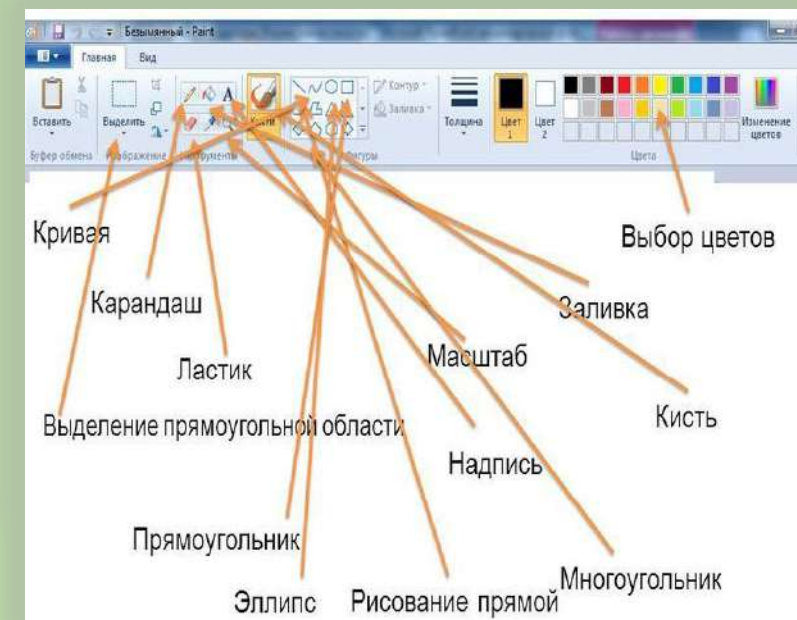 Безымянный - Paint
Главная
Вид
Вставить
Выделить
A
Кисти
Контур
Заливка
Толщина
Цвет 1
Цвет 2
Изменение цветов
Буфер обмена
Изображение
Инструменты
Фигуры
Цвета
Кривая
Выбор цветов
Карандаш
Заливка
Масштаб
Ластик
Выделение прямоугольной области
Кисть
Надпись
Прямоугольник
Многоугольник
Эллипс
Рисование прямой